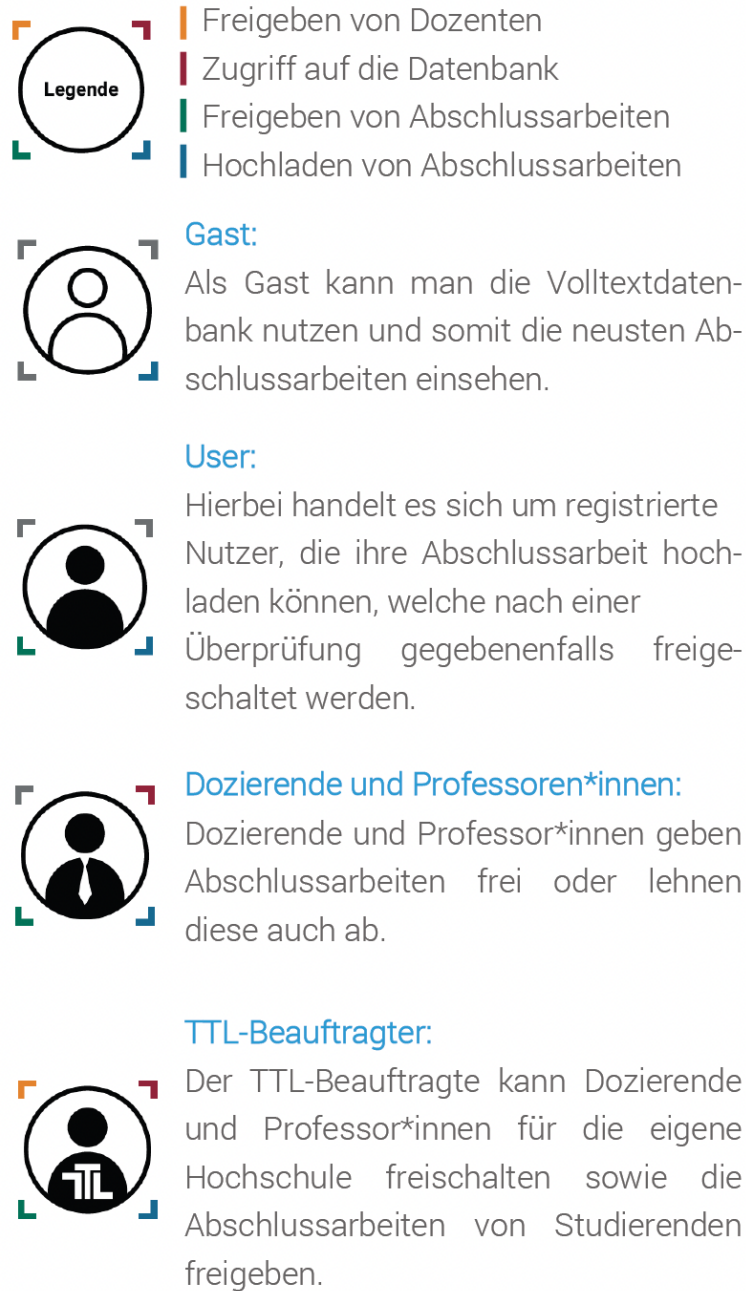 Legende
Freigeben von Dozenten
Zugriff auf die Datenbank
Freigeben von Abschlussarbeiten
Hochladen von Abschlussarbeiten
Gast:
Als Gast kann man die Volltextdaten-
bank nutzen und somit die neusten Ab-
schlussarbeiten einsehen.
User:
Hierbei handelt es sich um registrierte
Nutzer, die ihre Abschlussarbeit hoch-
laden können, welche nach einer
Überprüfung gegebenenfalls freige-
schaltet werden.
Dozierende und Professoren*innen:
Dozierende und Professor*innen geben
Abschlussarbeiten frei oder lehnen
diese auch ab.
TTL-Beauftragter:
Der TTL-Beauftragte kann Dozierende
und Professor*innen für die eigene
Hochschule freischalten sowie die
Abschlussarbeiten von Studierenden
freigeben.
TTL